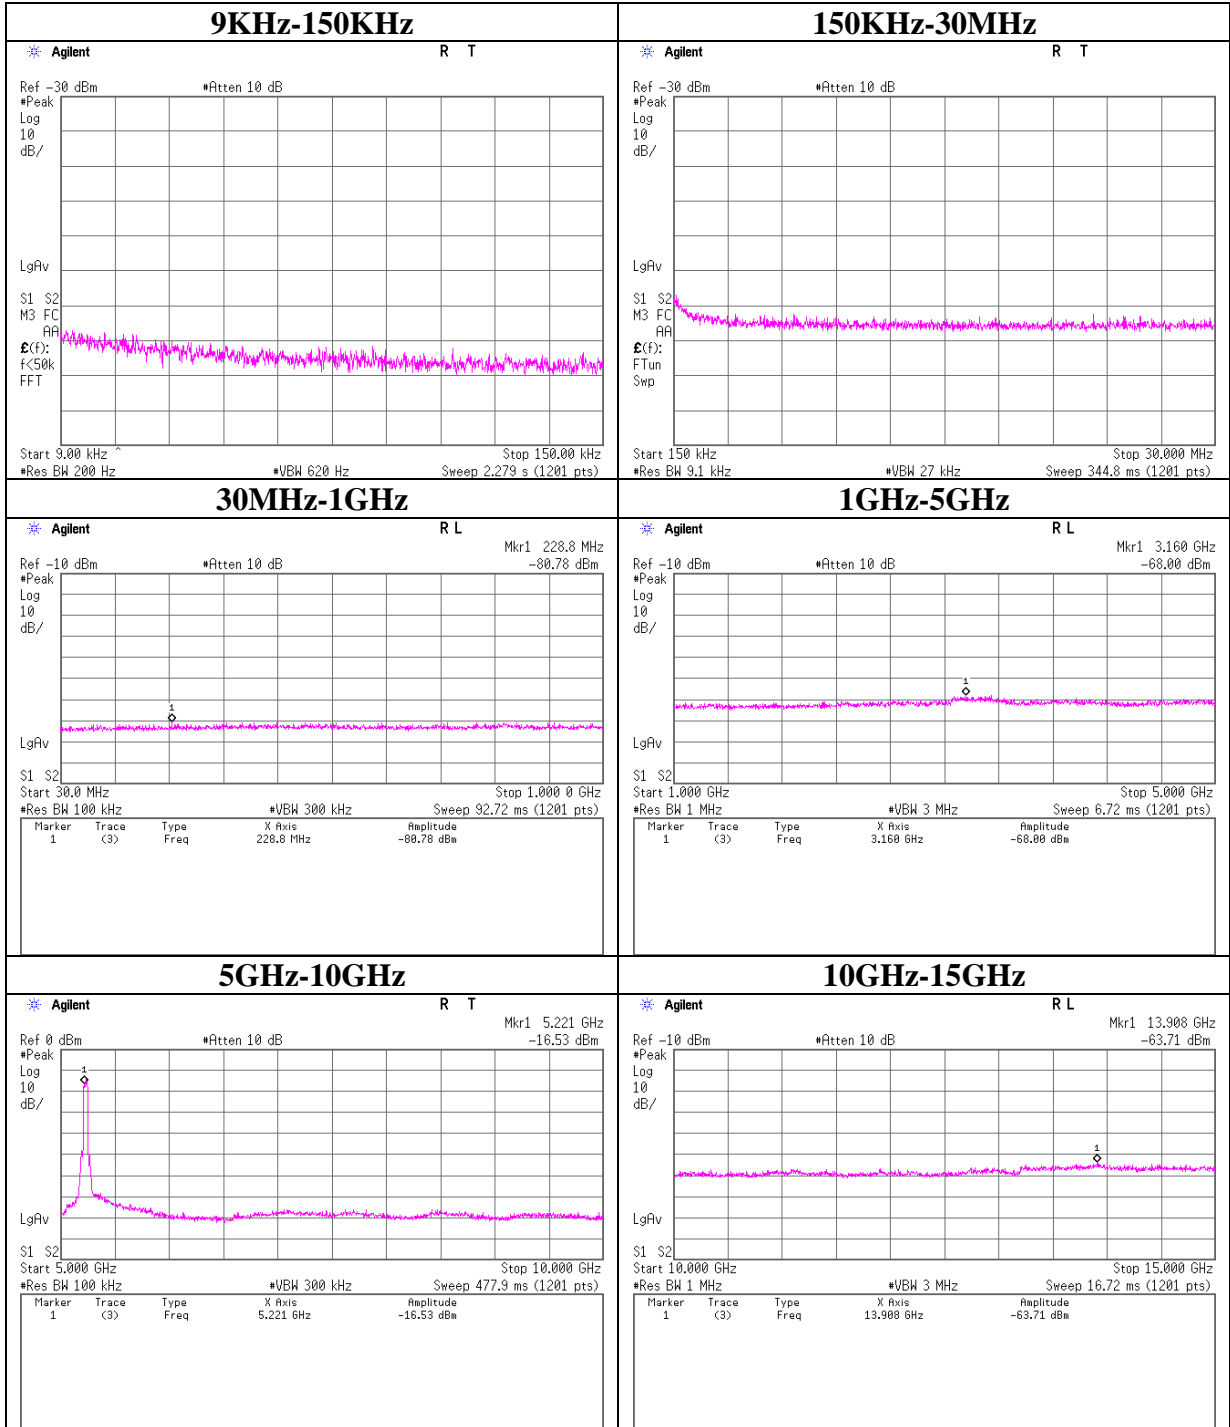 9KHz-150KHz
Agilent R T
Ref -30 dBm #Atten 10 dB
#Peak
Log
10
dB/
LgAv
S1 S2
M3 FC
AA
£(f):
f<50k
FFT
Start 9.00 kHz ^ Stop 150.00 kHz
#Res BW 200 Hz #VBW 620 Hz Sweep 2.279 s (1201 pts)
150KHz-30MHz
Agilent R T
Ref -30 dBm #Atten 10 dB
#Peak
Log
10
dB/
LgAv
S1 S2
M3 FC
AA
£(f):
FTun
Swp
Start 150 kHz Stop 30.000 MHz
#Res BW 9.1 kHz #VBW 27 kHz Sweep 344.8 ms (1201 pts)
30MHz-1GHz
Agilent R L
Mkr1 228.8 MHz
Ref -10 dBm #Atten 10 dB -80.78 dBm
#Peak
Log
10
dB/
1
LgAv
S1 S2
Start 30.0 MHz Stop 1.000 0 GHz
#Res BW 100 kHz #VBW 300 kHz Sweep 92.72 ms (1201 pts)
Marker Trace Type X Axis Amplitude
1 (3) Freq 228.8 MHz -80.78 dBm
1GHz-5GHz
Agilent R L
Mkr1 3.160 GHz
Ref -10 dBm #Atten 10 dB -68.00 dBm
#Peak
Log
10
dB/
1
LgAv
S1 S2
Start 1.000 GHz Stop 5.000 GHz
#Res BW 1 MHz #VBW 3 MHz Sweep 6.72 ms (1201 pts)
Marker Trace Type X Axis Amplitude
1 (3) Freq 3.160 GHz -68.00 dBm
5GHz-10GHz
Agilent R T
Mkr1 5.221 GHz
Ref 0 dBm #Atten 10 dB -16.53 dBm
#Peak
Log
10
dB/
1
LgAv
S1 S2
Start 5.000 GHz Stop 10.000 GHz
#Res BW 100 kHz #VBW 300 kHz Sweep 477.9 ms (1201 pts)
Marker Trace Type X Axis Amplitude
1 (3) Freq 5.221 GHz -16.53 dBm
10GHz-15GHz
Agilent R L
Mkr1 13.908 GHz
Ref -10 dBm #Atten 10 dB -63.71 dBm
#Peak
Log
10
dB/
1
LgAv
S1 S2
Start 10.000 GHz Stop 15.000 GHz
#Res BW 1 MHz #VBW 3 MHz Sweep 16.72 ms (1201 pts)
Marker Trace Type X Axis Amplitude
1 (3) Freq 13.908 GHz -63.71 dBm